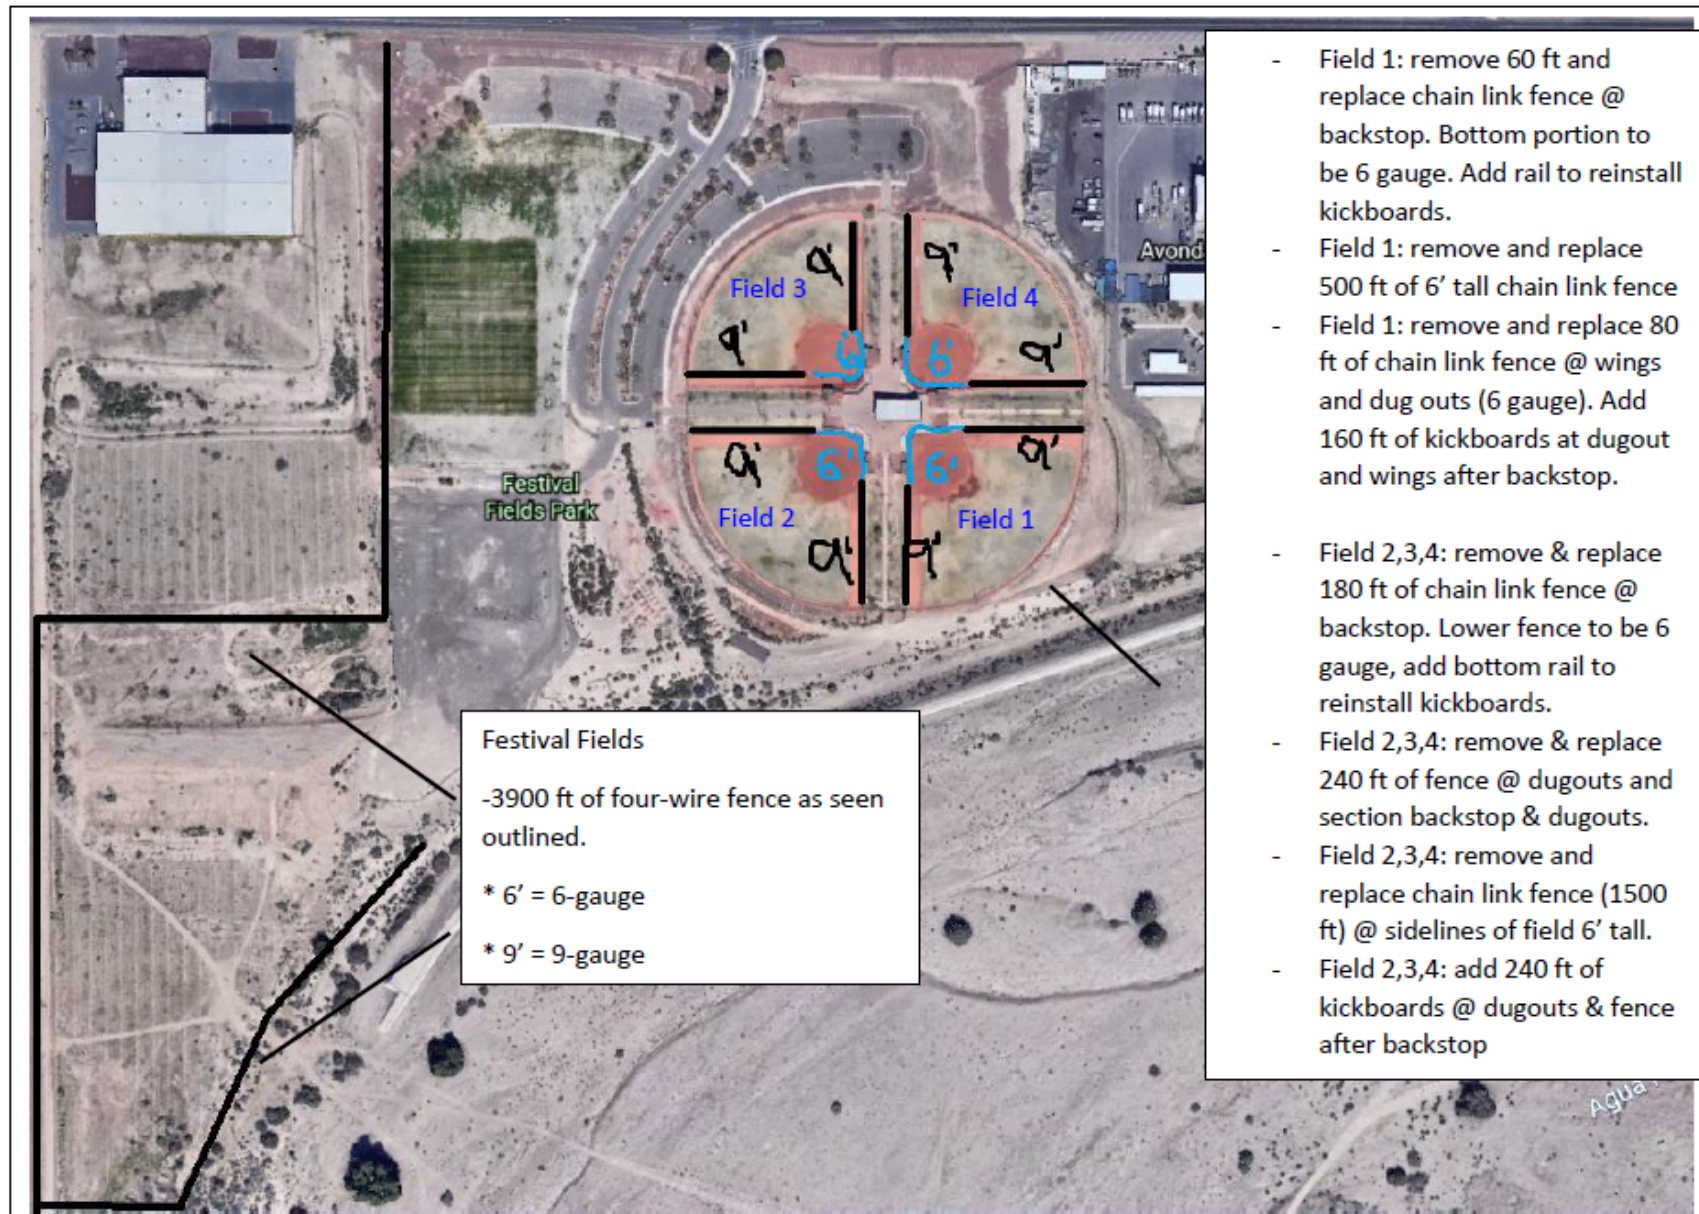 - Field 1: remove 60 ft and
replace chain link fence @
backstop. Bottom portion to
be 6 gauge. Add rail to reinstall
kickboards.
- Field 1: remove and replace
500 ft of 6’ tall chain link fence
- Field 1: remove and replace 80
ft of chain link fence @ wings
and dug outs (6 gauge). Add
160 ft of kickboards at dugout
and wings after backstop.
- Field 2,3,4: remove & replace
180 ft of chain link fence @
backstop. Lower fence to be 6
gauge, add bottom rail to
reinstall kickboards.
- Field 2,3,4: remove & replace
240 ft of fence @ dugouts and
section backstop & dugouts.
- Field 2,3,4: remove and
replace chain link fence (1500
ft) @ sidelines of field 6’ tall.
- Field 2,3,4: add 240 ft of
kickboards @ dugouts & fence
after backstop
Avond
9'
9'
Field 3
Field 4
9'
6'
6'
9'
9'
6'
6'
9'
Festival
Fields Park
Field 2
Field 1
9'
9'
Festival Fields
-3900 ft of four-wire fence as seen
outlined.
* 6’ = 6-gauge
* 9’ = 9-gauge
Agua